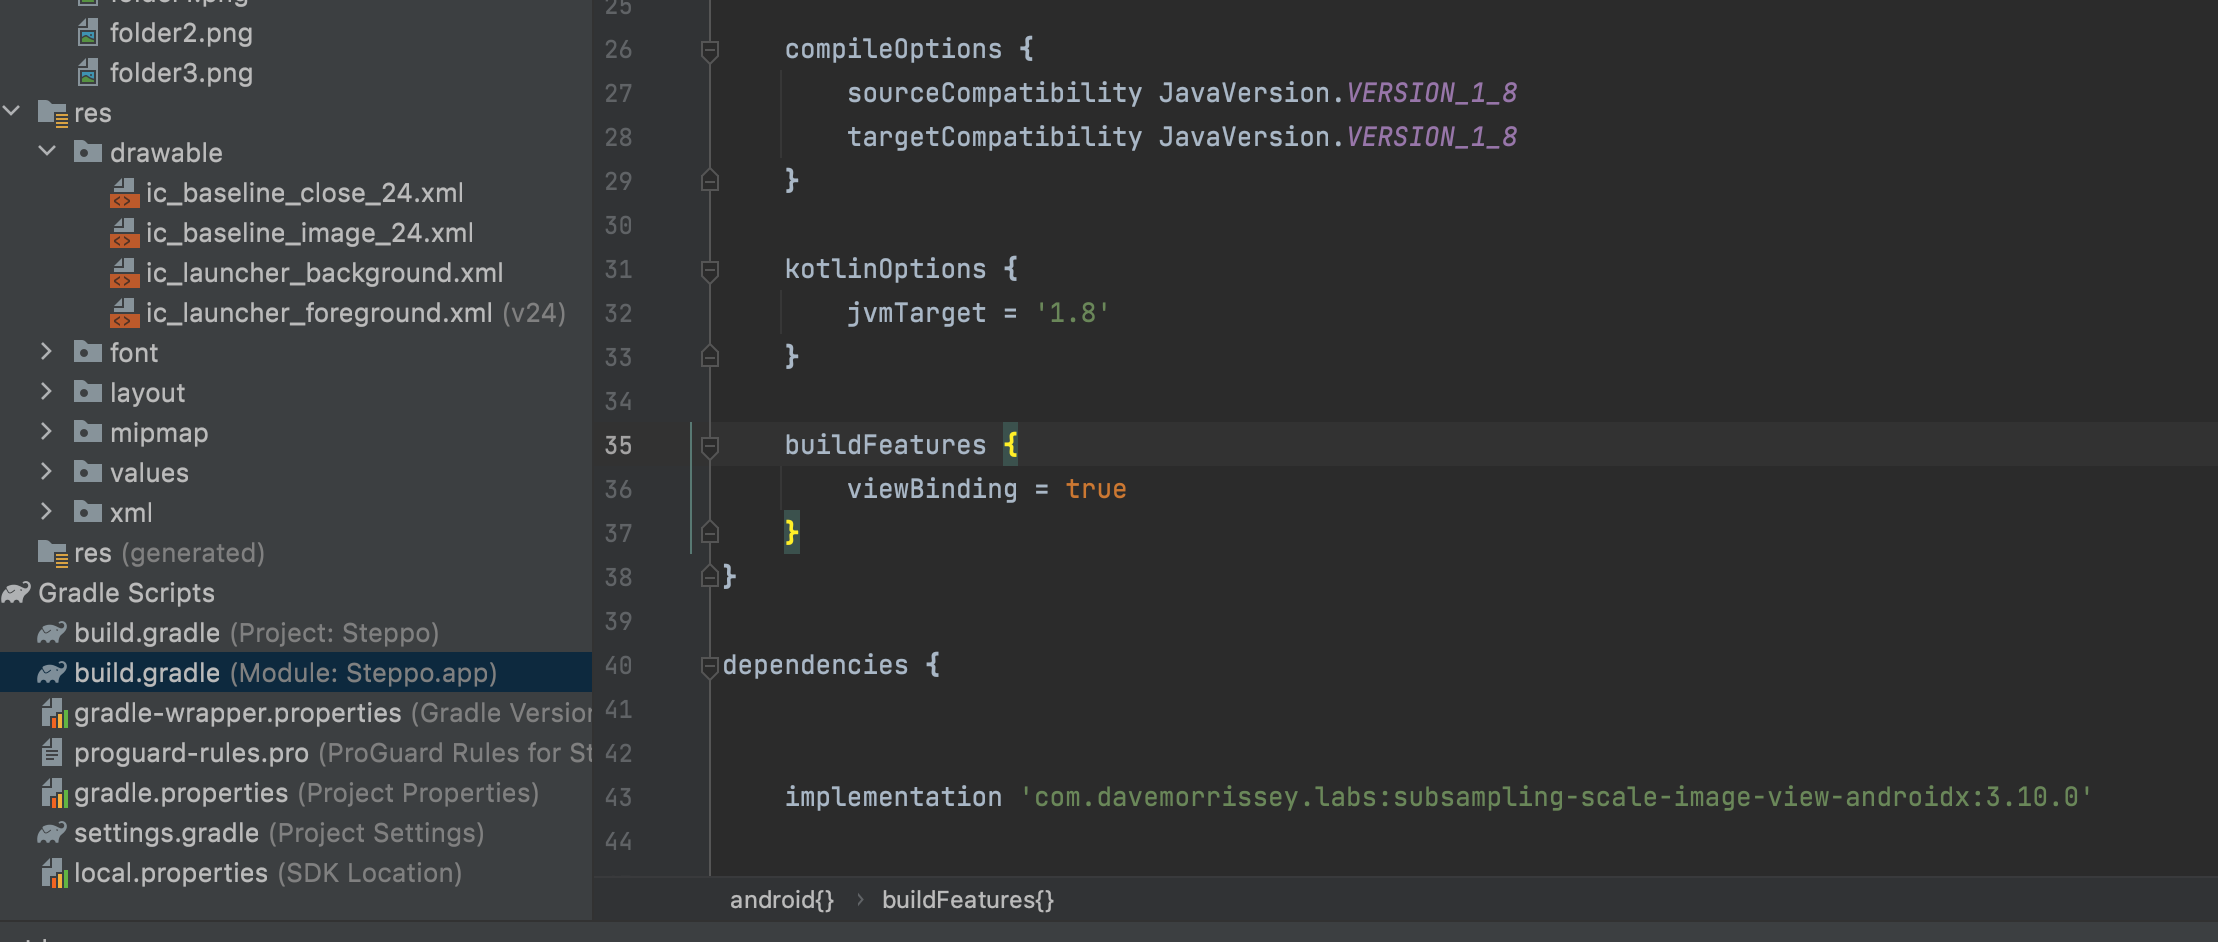 folder2.png
folder3.png
res
drawable
ic_baseline_close_24.xml
ic_baseline_image_24.xml
ic_launcher_background.xml
ic_launcher_foreground.xml (v24)
font
layout
mipmap
values
xml
res (generated)
Gradle Scripts
build.gradle (Project: Steppo)
build.gradle (Module: Steppo.app)
gradle-wrapper.properties (Gradle Version
proguard-rules.pro (ProGuard Rules for St
gradle.properties (Project Properties)
settings.gradle (Project Settings)
local.properties (SDK Location)
25
26 compileOptions {
27 sourceCompatibility JavaVersion.VERSION_1_8
28 targetCompatibility JavaVersion.VERSION_1_8
29 }
30
31 kotlinOptions {
32 jvmTarget = '1.8'
33 }
34
35 buildFeatures {
36 viewBinding = true
37 }
38 }
39
40 dependencies {
41
42
43 implementation 'com.davemorrissey.labs:subsampling-scale-image-view-androidx:3.10.0'
44
android{} › buildFeatures{}